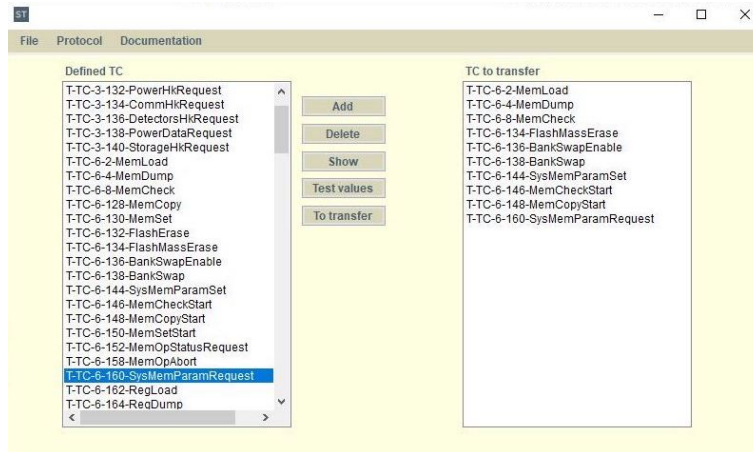 ST
File Protocol Documentation
Defined TC
T-TC-3-132-PowerHkRequest
T-TC-3-134-CommHkRequest
T-TC-3-136-DetectorsHkRequest
T-TC-3-138-PowerDataRequest
T-TC-3-140-StorageHkRequest
T-TC-6-2-MemLoad
T-TC-6-4-MemDump
T-TC-6-8-MemCheck
T-TC-6-128-MemCopy
T-TC-6-130-MemSet
T-TC-6-132-FlashErase
T-TC-6-134-FlashMassErase
T-TC-6-136-BankSwapEnable
T-TC-6-138-BankSwap
T-TC-6-144-SysMemParamSet
T-TC-6-146-MemCheckStart
T-TC-6-148-MemCopyStart
T-TC-6-150-MemSetStart
T-TC-6-152-MemOpStatusRequest
T-TC-6-158-MemOpAbort
T-TC-6-160-SysMemParamRequest
T-TC-6-162-RegLoad
T-TC-6-164-RegDump
Add
Delete
Show
Test values
To transfer
TC to transfer
T-TC-6-2-MemLoad
T-TC-6-4-MemDump
T-TC-6-8-MemCheck
T-TC-6-134-FlashMassErase
T-TC-6-136-BankSwapEnable
T-TC-6-138-BankSwap
T-TC-6-144-SysMemParamSet
T-TC-6-146-MemCheckStart
T-TC-6-148-MemCopyStart
T-TC-6-160-SysMemParamRequest